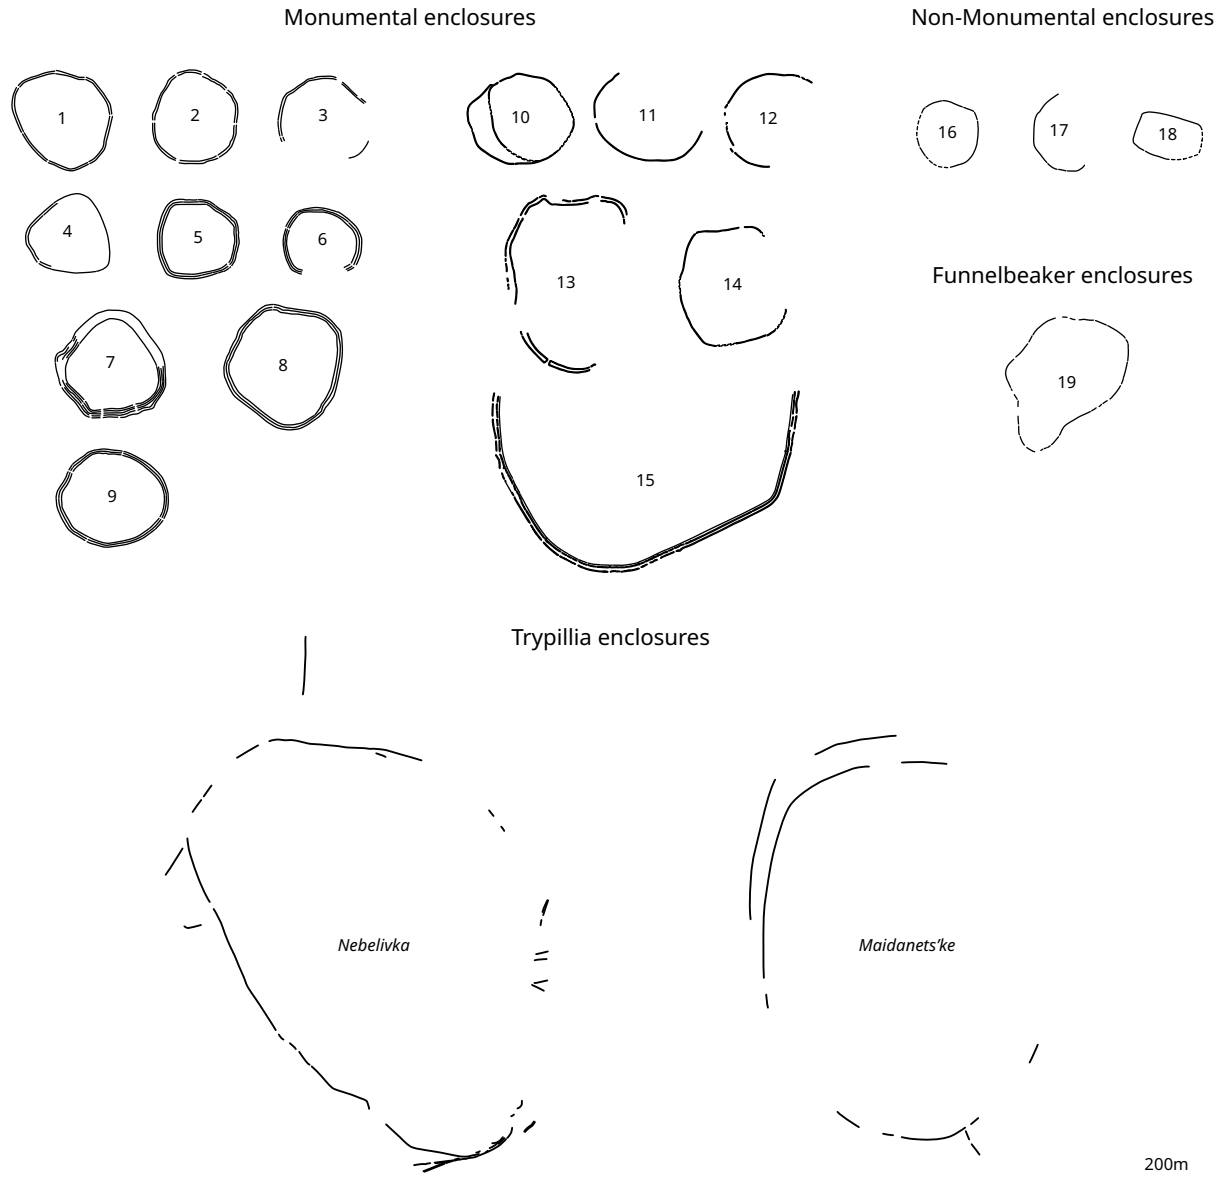 Monumental enclosures
Non-Monumental enclosures
1
2
3
10
11
12
16
17
18
4
5
6
13
14
Funnelbeaker enclosures
7
8
19
9
15
Trypillia enclosures
Nebelivka
Maidanets’ke
200m